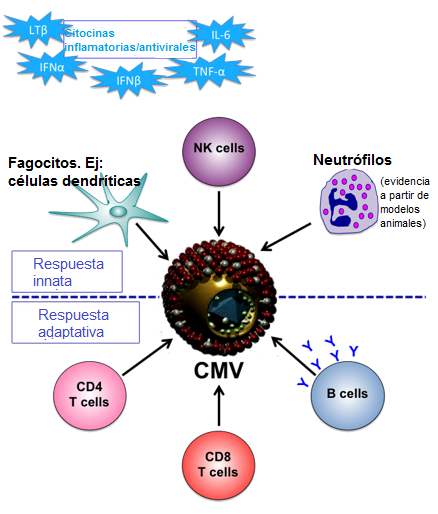 LTβ
Citocinas
inflamatorias/antivirales
IL-6
IFNα
IFNβ
TNF-α
NK cells
Fagocitos. Ej:
células dendríticas
Neutrófilos
(evidencia
a partir de
modelos
animales)
Respuesta
innata
Respuesta
adaptativa
CMV
CD4
T cells
B cells
CD8
T cells